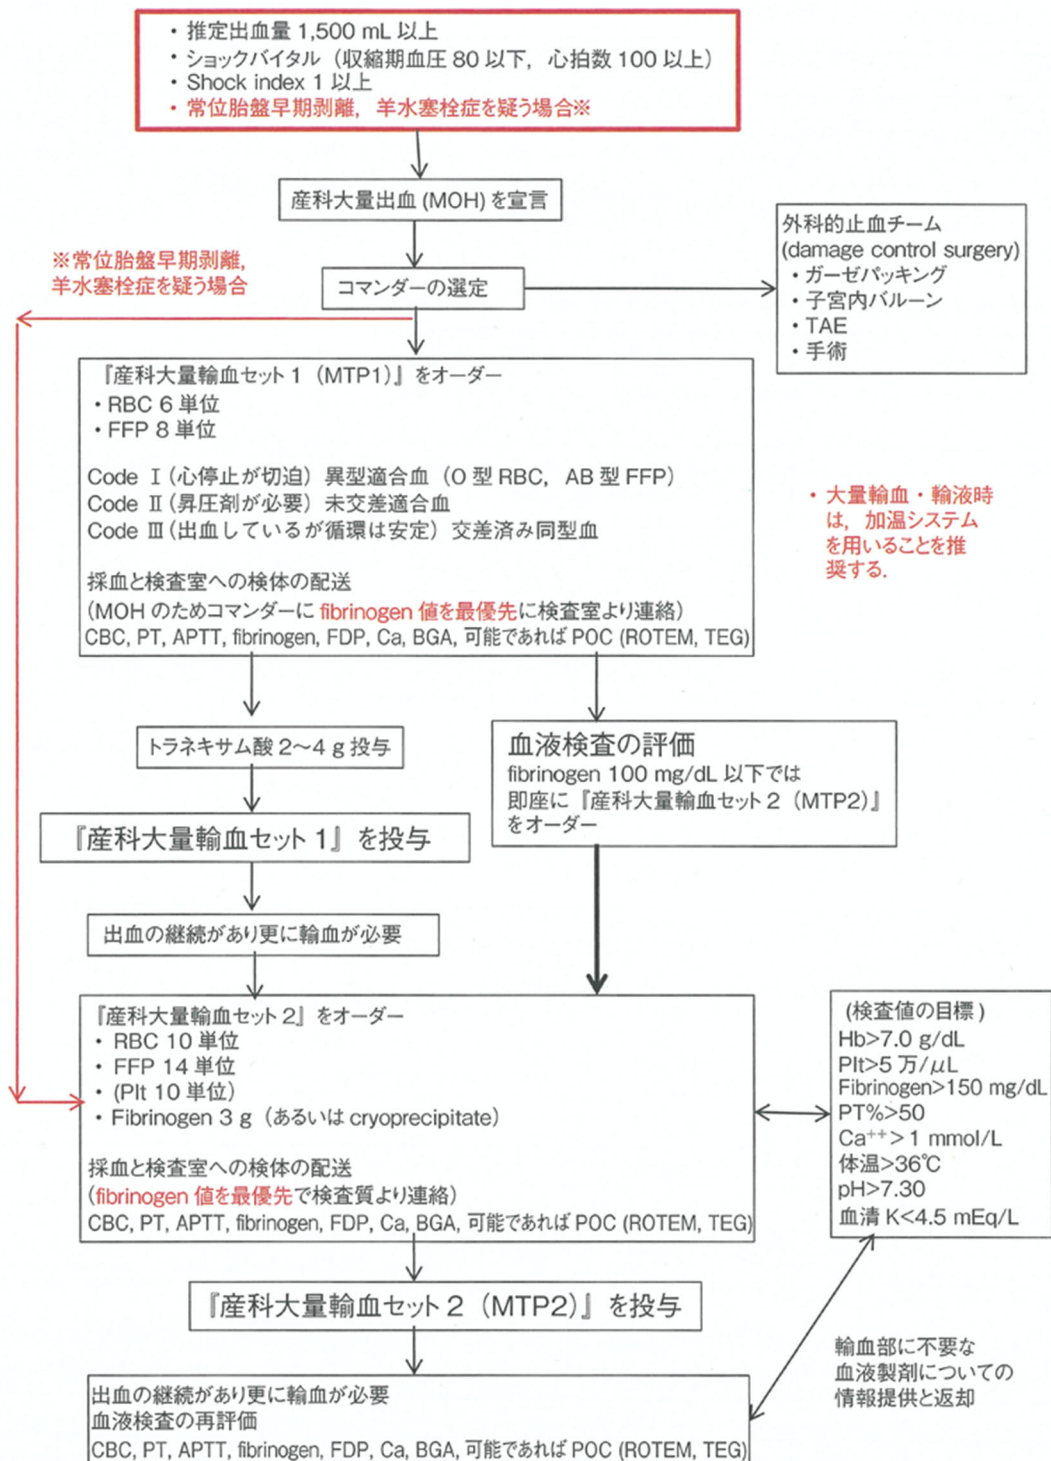 ・推定出血量 1,500 mL 以上
・ショックバイタル（収縮期血圧 80 以下，心拍数 100 以上）
・Shock index 1 以上
・常位胎盤早期剥離，羊水塞栓症を疑う場合※
産科大量出血 (MOH) を宣言
※常位胎盤早期剥離，
羊水塞栓症を疑う場合
コマンダーの選定
外科的止血チーム
(damage control surgery)
・ガーゼパッキング
・子宮内バルーン
・TAE
・手術
『産科大量輸血セット 1（MTP1）』をオーダー
・RBC 6 単位
・FFP 8 単位
Code Ⅰ（心停止が切迫）異型適合血（O 型 RBC，AB 型 FFP）
Code Ⅱ（昇圧剤が必要）未交差適合血
Code Ⅲ（出血しているが循環は安定）交差済み同型血
採血と検査室への検体の配送
(MOH のためコマンダーに fibrinogen 値を最優先に検査室より連絡)
CBC, PT, APTT, fibrinogen, FDP, Ca, BGA, 可能であれば POC (ROTEM, TEG)
・大量輸血・輸液時
は，加温システム
を用いることを推
奨する.
トラネキサム酸 2～4 g 投与
『産科大量輸血セット 1』を投与
出血の継続があり更に輸血が必要
血液検査の評価
fibrinogen 100 mg/dL 以下では
即座に『産科大量輸血セット 2（MTP2）』
をオーダー
『産科大量輸血セット 2』をオーダー
・RBC 10 単位
・FFP 14 単位
・(Plt 10 単位)
・Fibrinogen 3 g（あるいは cryoprecipitate）
採血と検査室への検体の配送
(fibrinogen 値を最優先で検査質より連絡)
CBC, PT, APTT, fibrinogen, FDP, Ca, BGA, 可能であれば POC (ROTEM, TEG)
(検査値の目標)
Hb>7.0 g/dL
Plt>5 万/μL
Fibrinogen>150 mg/dL
PT%>50
Ca⁺⁺>1 mmol/L
体温>36℃
pH>7.30
血清 K<4.5 mEq/L
『産科大量輸血セット 2（MTP2）』を投与
輸血部に不要な
血液製剤についての
情報提供と返却
出血の継続があり更に輸血が必要
血液検査の再評価
CBC, PT, APTT, fibrinogen, FDP, Ca, BGA, 可能であれば POC (ROTEM, TEG)